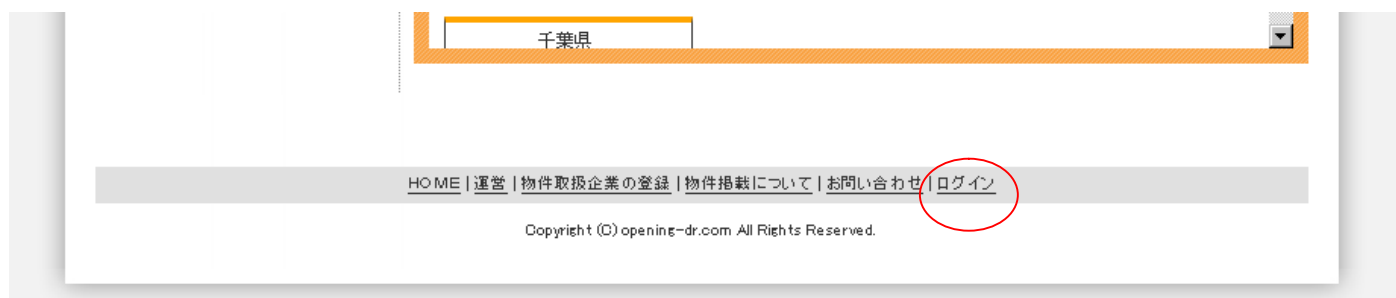 千葉県
HOME | 運営 | 物件取扱企業の登録 | 物件掲載について | お問い合わせ | ログイン
Copyright (C) opening-dr.com All Rights Reserved.